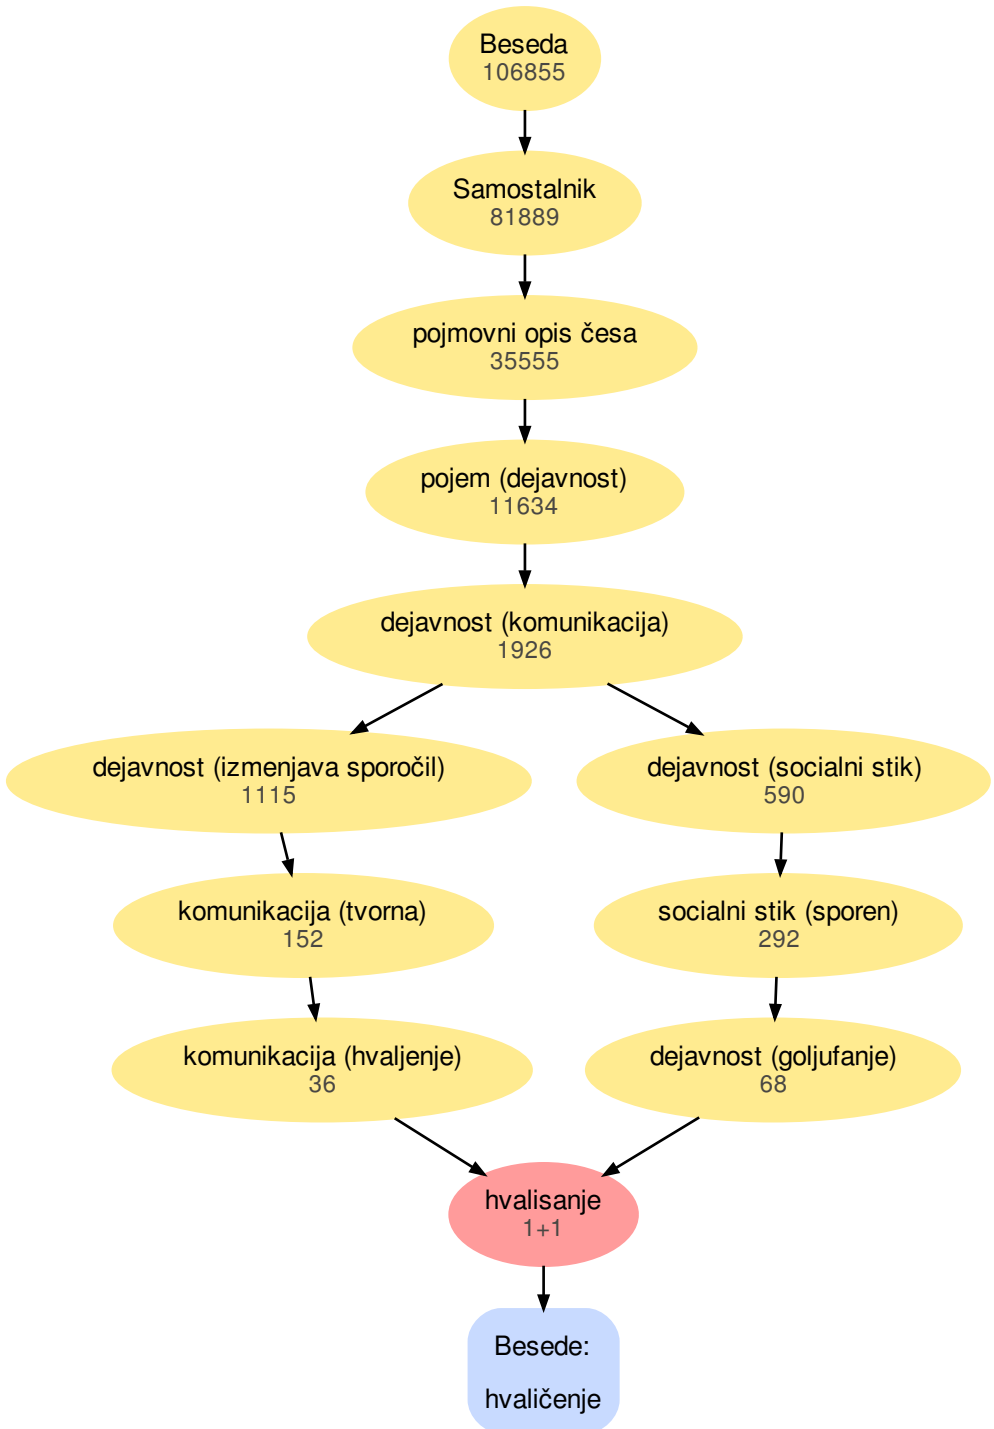 Beseda
106855
Samostalnik
81889
pojmovni opis česa
35555
pojem (dejavnost)
11634
dejavnost (komunikacija)
1926
dejavnost (izmenjava sporočil)
1115
dejavnost (socialni stik)
590
komunikacija (tvorna)
152
socialni stik (sporen)
292
komunikacija (hvaljenje)
36
dejavnost (goljufanje)
68
hvalisanje
1+1
Besede:
hvaličenje